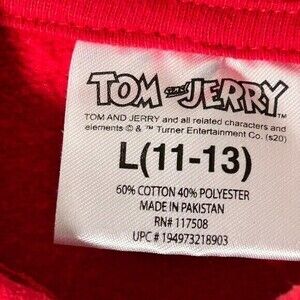 TOM and JERRY™
TOM AND JERRY and all related characters and
elements © & ™ Turner Entertainment Co. (s20)
L(11-13)
60% COTTON 40% POLYESTER
MADE IN PAKISTAN
RN# 117508
UPC # 194973218903